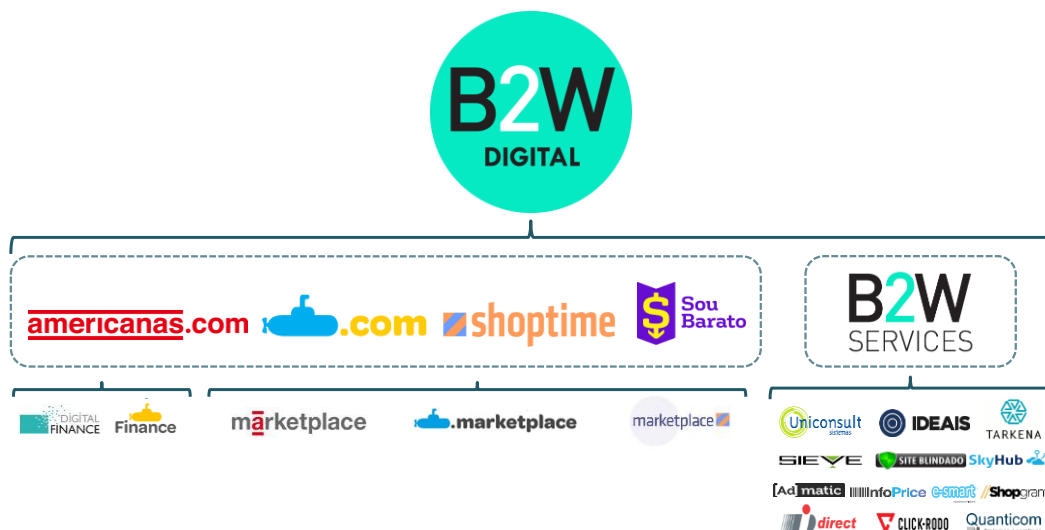 B2W
DIGITAL
americanas.com
.com
shoptime
Sou
Barato
B2W
SERVICES
DIGITAL
FINANCE
Finance
marketplace
.marketplace
marketplace
Uniconsult
sistemas
IDEAIS
TARKENA
SIEVE
SITE BLINDADO
SkyHub
[Ad]matic
InfoPrice
e-smart
//Shopgram
direct
CLICK-RODO
Quanticom